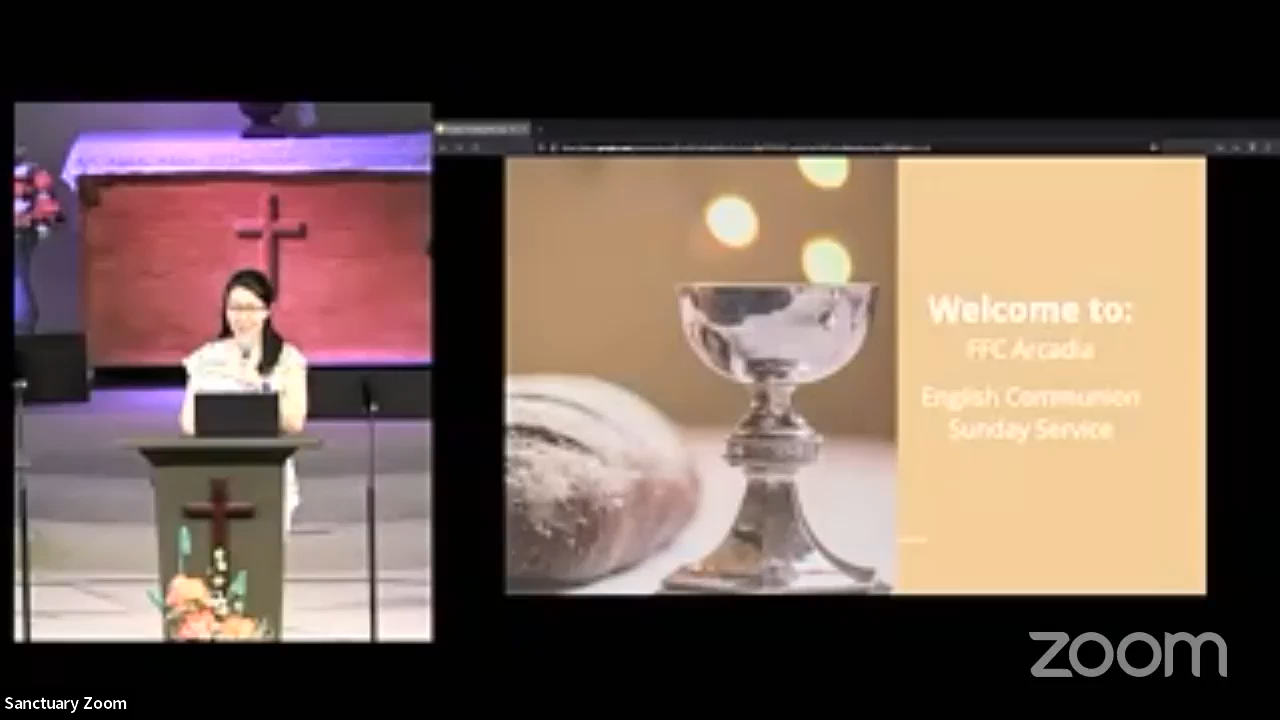 Welcome to:
FFC Arcadia
English Communion
Sunday Service
zoom
Sanctuary Zoom